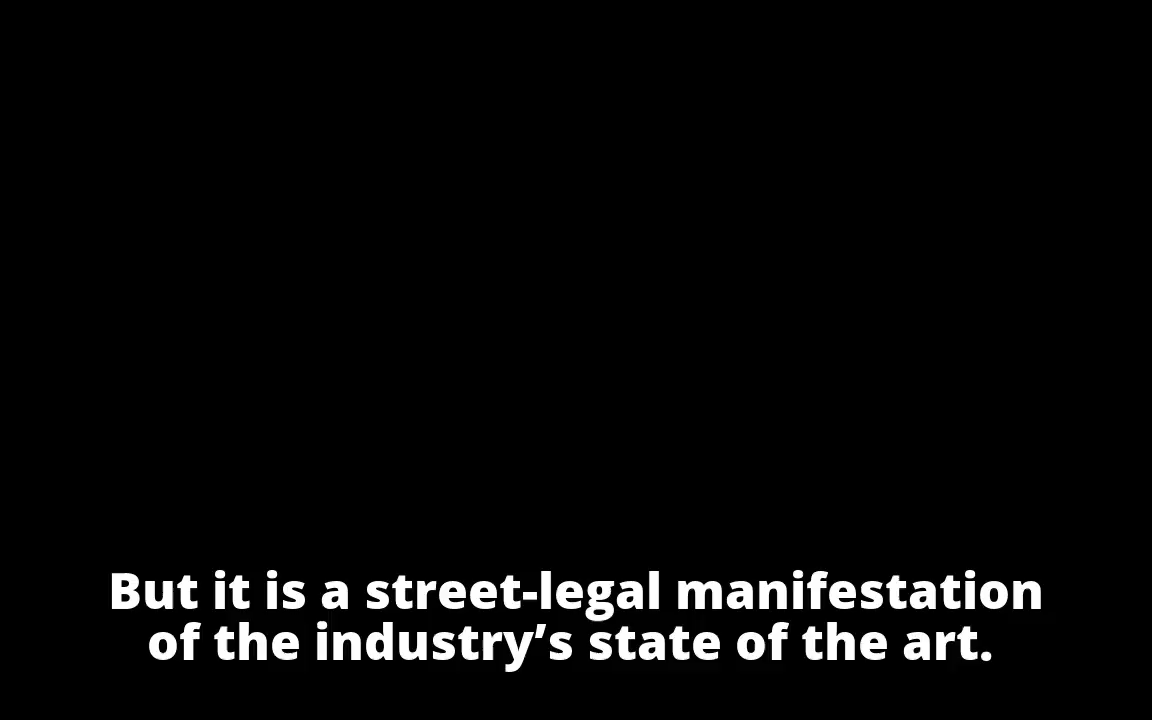 But it is a street-legal manifestation
of the industry’s state of the art.